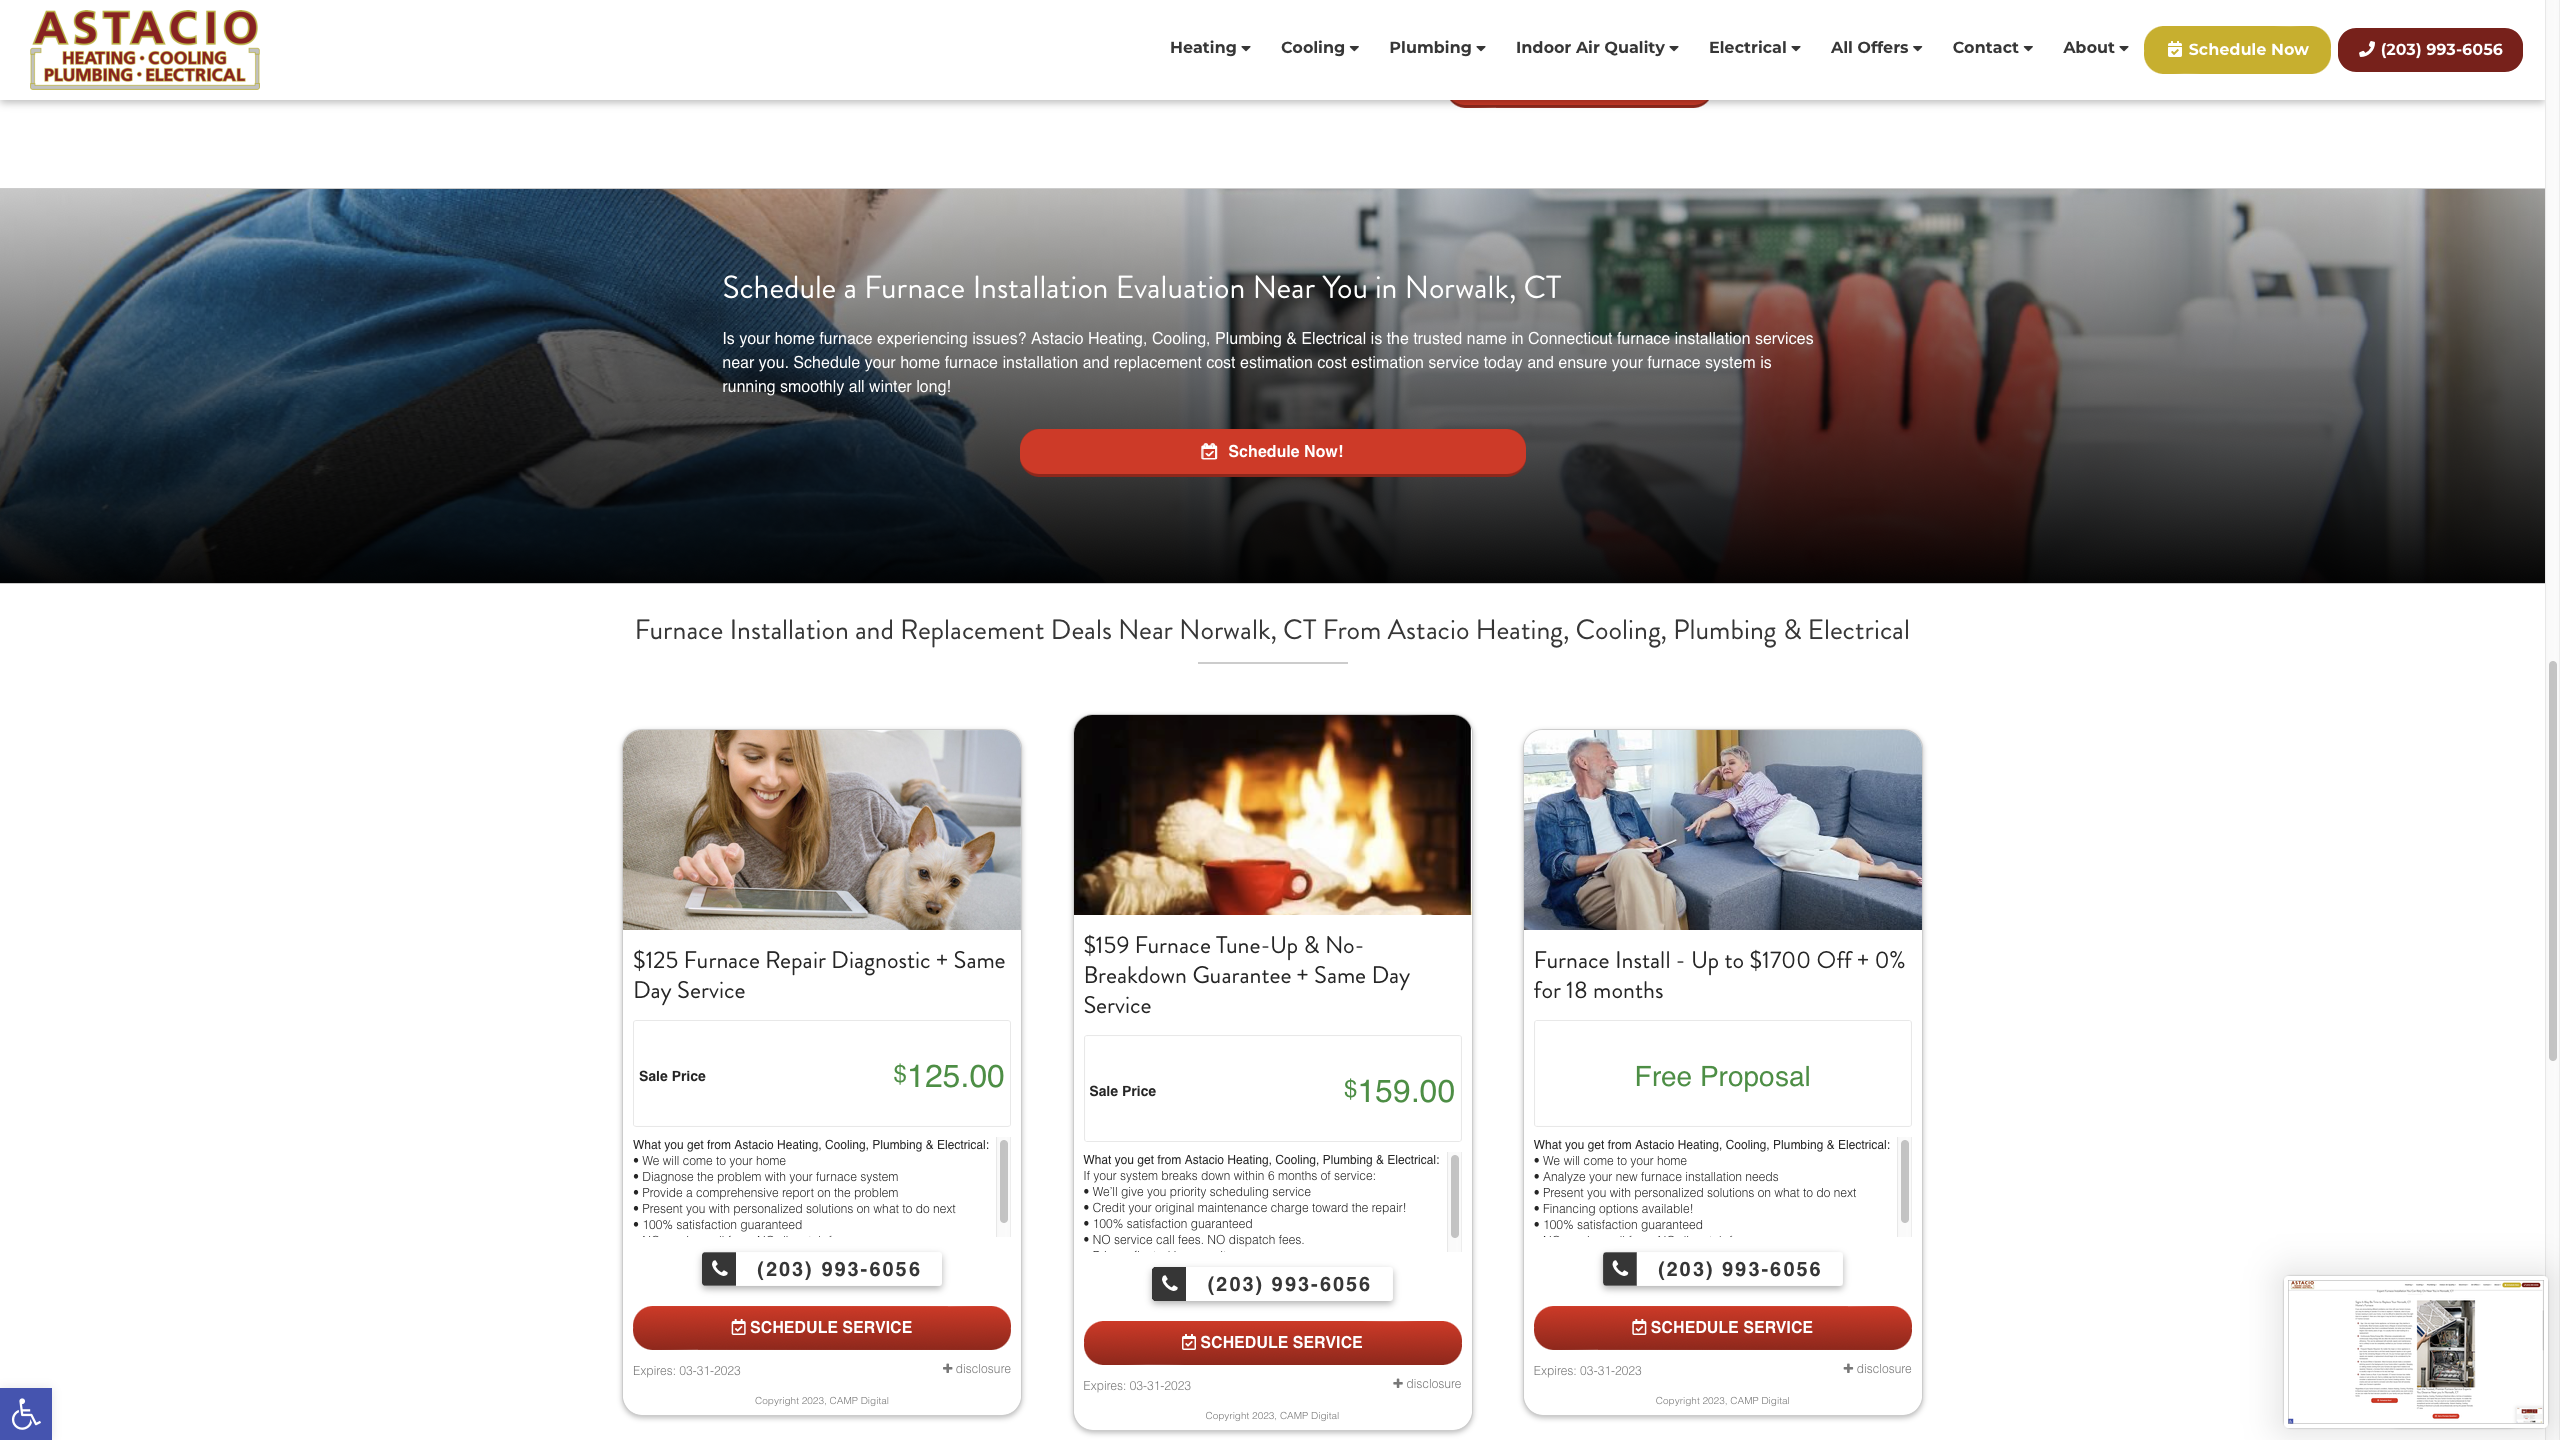 ASTACIO
HEATING · COOLING
PLUMBING · ELECTRICAL
Heating
Cooling
Plumbing
Indoor Air Quality
Electrical
All Offers
Contact
About
Schedule Now
(203) 993-6056
Schedule a Furnace Installation Evaluation Near You in Norwalk, CT
Is your home furnace experiencing issues? Astacio Heating, Cooling, Plumbing & Electrical is the trusted name in Connecticut furnace installation services
near you. Schedule your home furnace installation and replacement cost estimation cost estimation service today and ensure your furnace system is
running smoothly all winter long!
Schedule Now!
Furnace Installation and Replacement Deals Near Norwalk, CT From Astacio Heating, Cooling, Plumbing & Electrical
$125 Furnace Repair Diagnostic + Same
Day Service
Sale Price
$125.00
What you get from Astacio Heating, Cooling, Plumbing & Electrical:
• We will come to your home
• Diagnose the problem with your furnace system
• Provide a comprehensive report on the problem
• Present you with personalized solutions on what to do next
• 100% satisfaction guaranteed
(203) 993-6056
SCHEDULE SERVICE
Expires: 03-31-2023
+ disclosure
Copyright 2023, CAMP Digital
$159 Furnace Tune-Up & No-
Breakdown Guarantee + Same Day
Service
Sale Price
$159.00
What you get from Astacio Heating, Cooling, Plumbing & Electrical:
If your system breaks down within 6 months of service:
• We'll give you priority scheduling service
• Credit your original maintenance charge toward the repair!
• 100% satisfaction guaranteed
• NO service call fees. NO dispatch fees.
(203) 993-6056
SCHEDULE SERVICE
Expires: 03-31-2023
+ disclosure
Copyright 2023, CAMP Digital
Furnace Install - Up to $1700 Off + 0%
for 18 months
Free Proposal
What you get from Astacio Heating, Cooling, Plumbing & Electrical:
• We will come to your home
• Analyze your new furnace installation needs
• Present you with personalized solutions on what to do next
• Financing options available!
• 100% satisfaction guaranteed
(203) 993-6056
SCHEDULE SERVICE
Expires: 03-31-2023
+ disclosure
Copyright 2023, CAMP Digital
ASTACIO